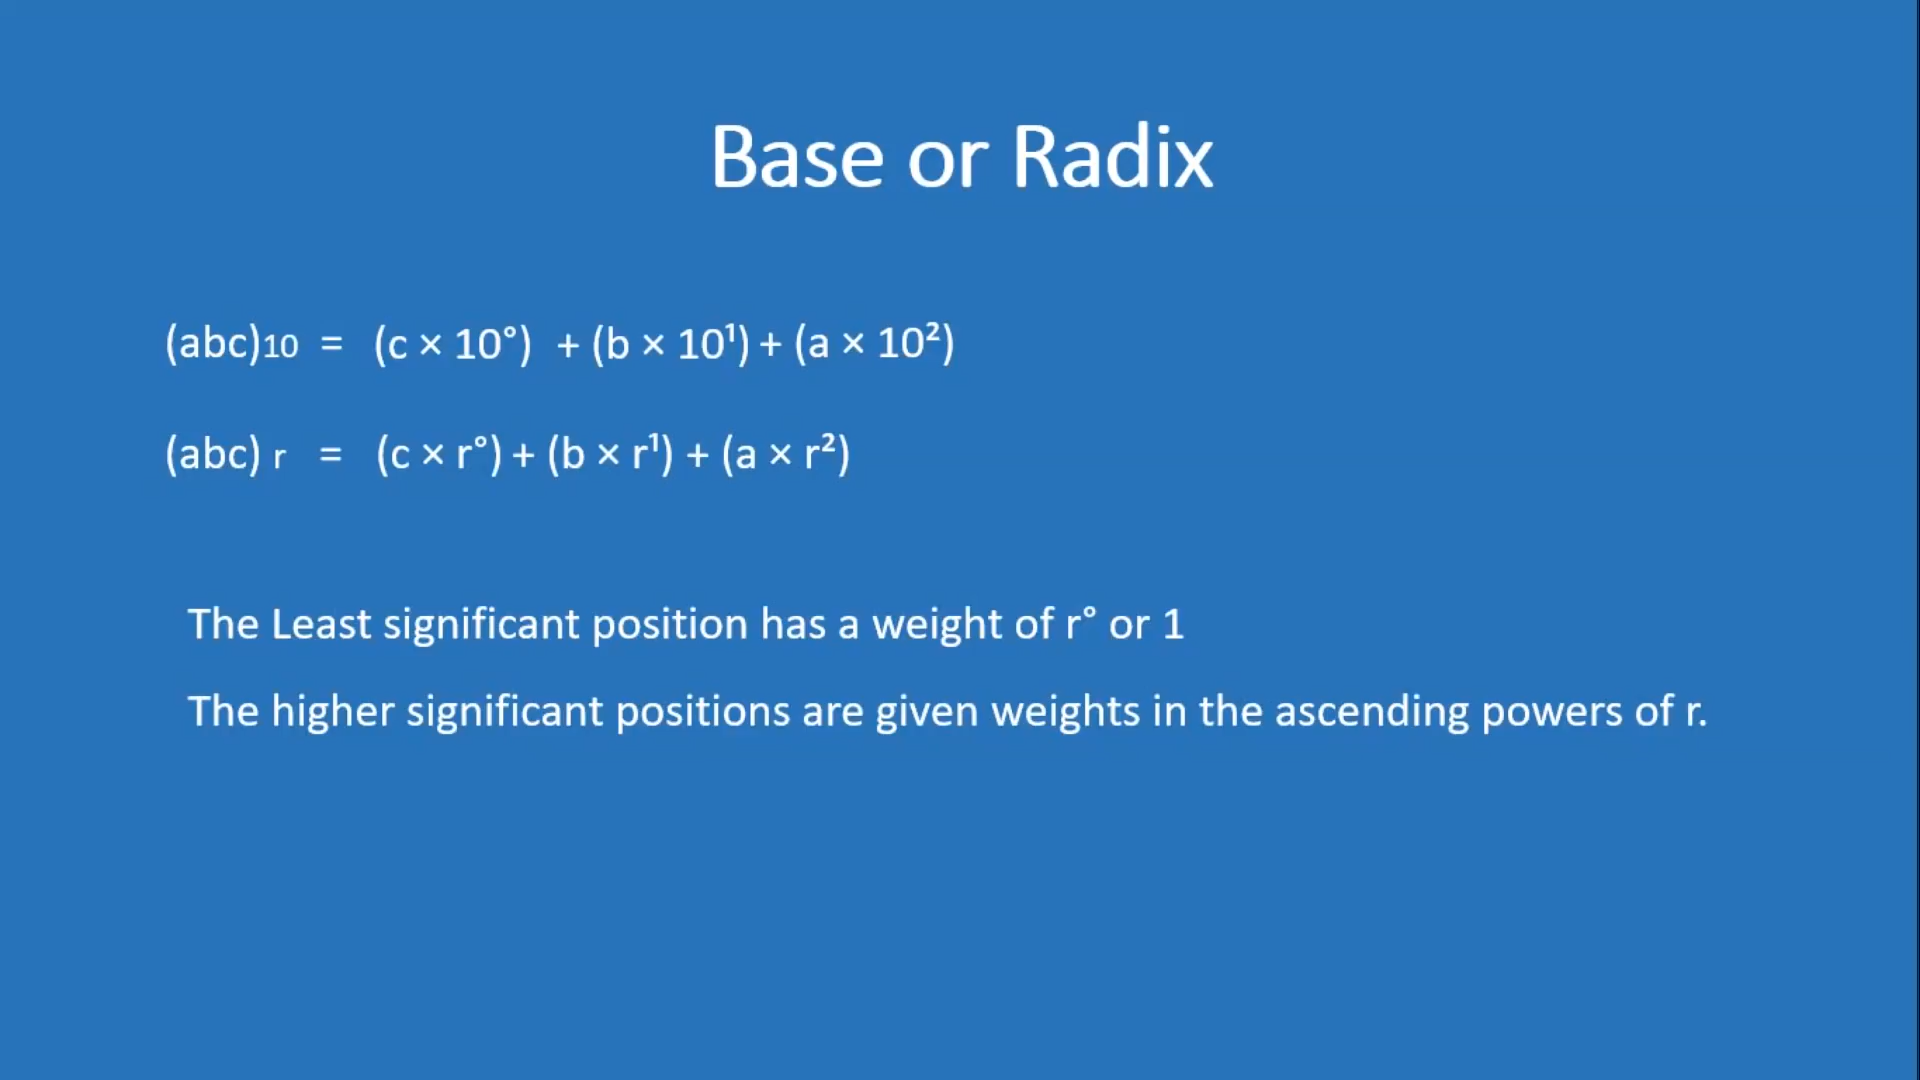 Base or Radix
(abc)10 = (c × 10°) + (b × 10¹) + (a × 10²)
(abc) r = (c × r°) + (b × r¹) + (a × r²)
The Least significant position has a weight of r° or 1
The higher significant positions are given weights in the ascending powers of r.